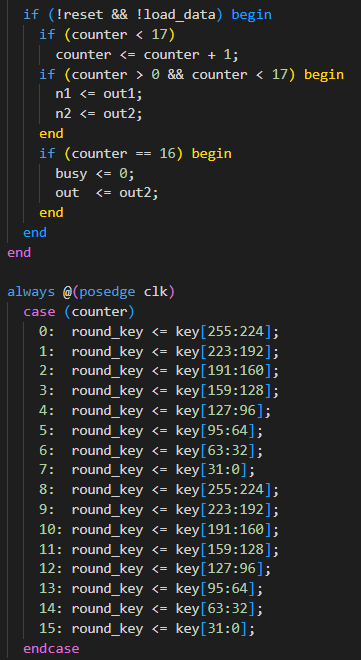 if (!reset && !load_data) begin
if (counter < 17)
counter <= counter + 1;
if (counter > 0 && counter < 17) begin
n1 <= out1;
n2 <= out2;
end
if (counter == 16) begin
busy <= 0;
out <= out2;
end
end
end
always @(posedge clk)
case (counter)
0: round_key <= key[255:224];
1: round_key <= key[223:192];
2: round_key <= key[191:160];
3: round_key <= key[159:128];
4: round_key <= key[127:96];
5: round_key <= key[95:64];
6: round_key <= key[63:32];
7: round_key <= key[31:0];
8: round_key <= key[255:224];
9: round_key <= key[223:192];
10: round_key <= key[191:160];
11: round_key <= key[159:128];
12: round_key <= key[127:96];
13: round_key <= key[95:64];
14: round_key <= key[63:32];
15: round_key <= key[31:0];
endcase